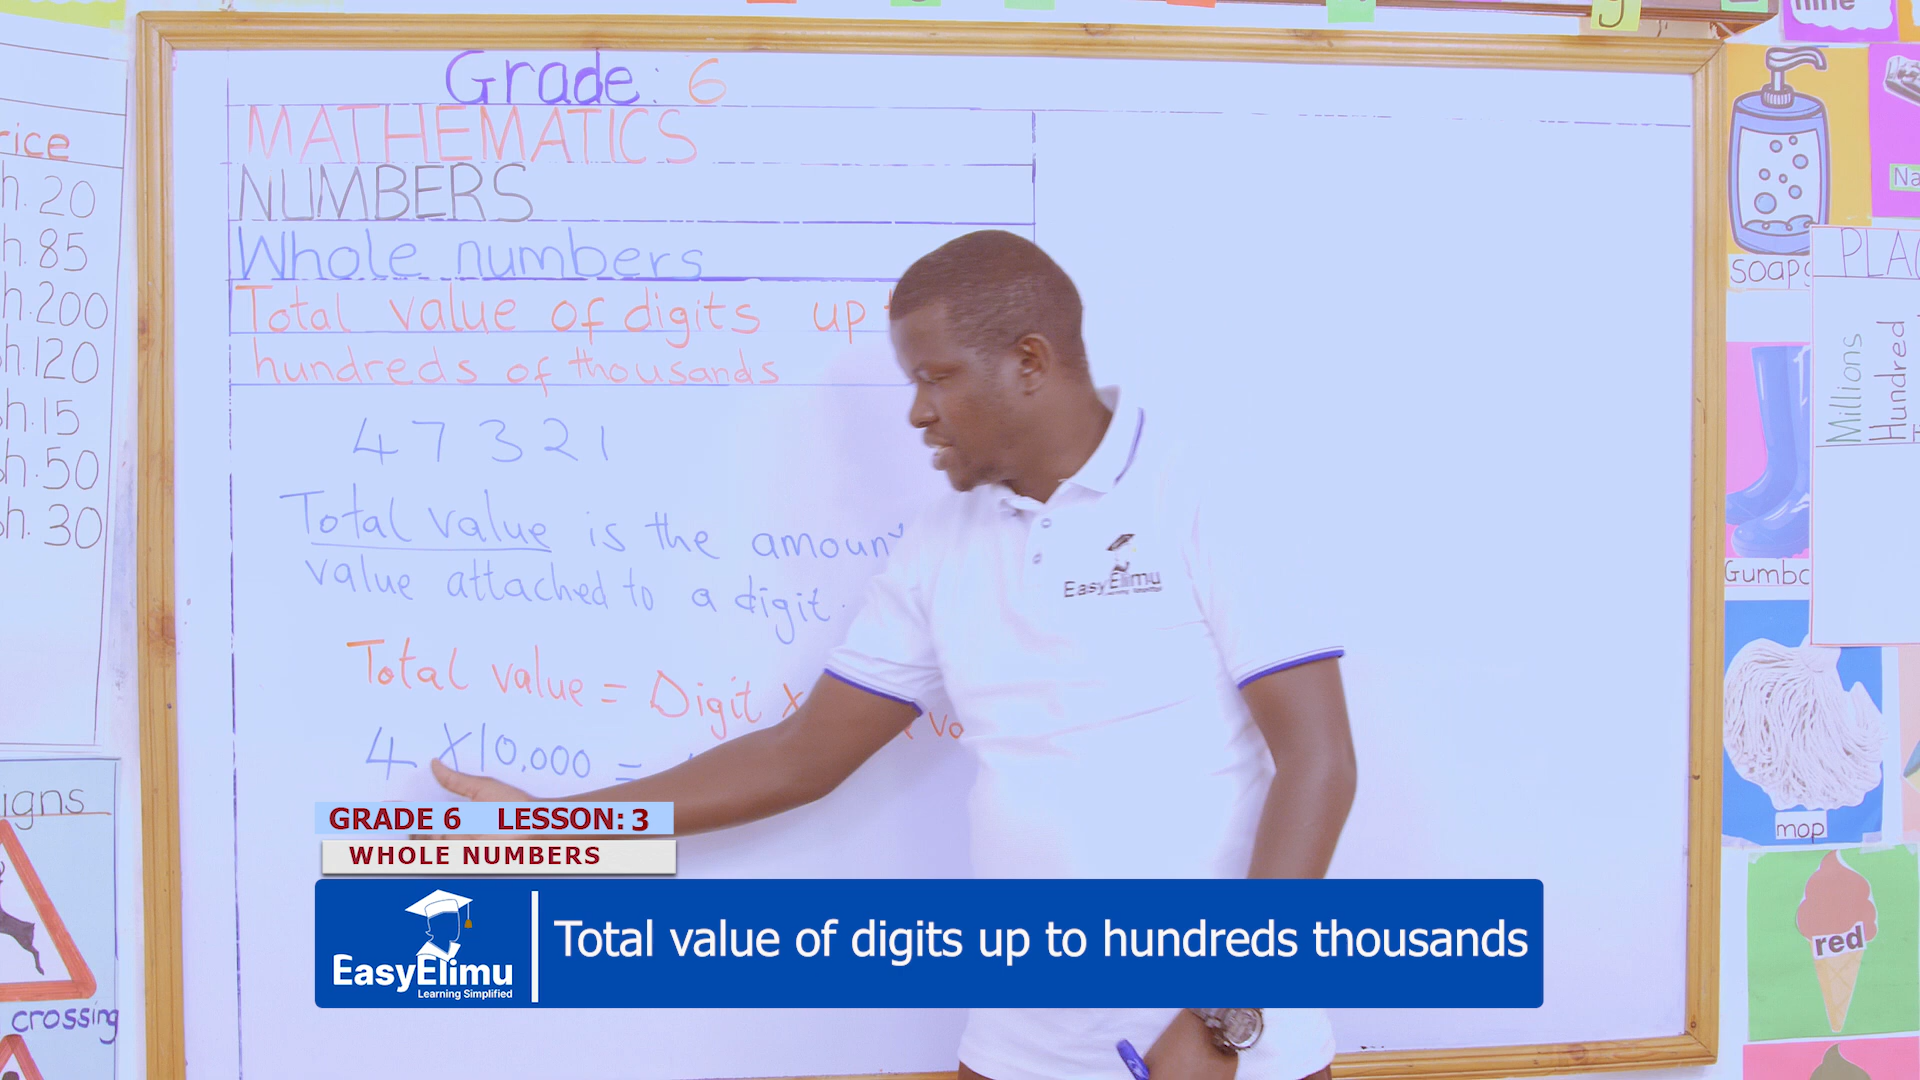 Grade: 6
MATHEMATICS
NUMBERS
Whole numbers
Total value of digits up
hundreds of thousands
47321
Total value is the amount
value attached to a digit.
Total value = Digit x
4 X10,000 =
GRADE 6 LESSON: 3
WHOLE NUMBERS
EasyElimu
Learning Simplified
Total value of digits up to hundreds thousands
EasyElimu
rice
h. 20
h. 85
h. 200
h. 120
h. 15
h. 50
h. 30
igns
crossing
nine
Na
soap
PLA
Millions
Hundred
Gumbo
mop
red